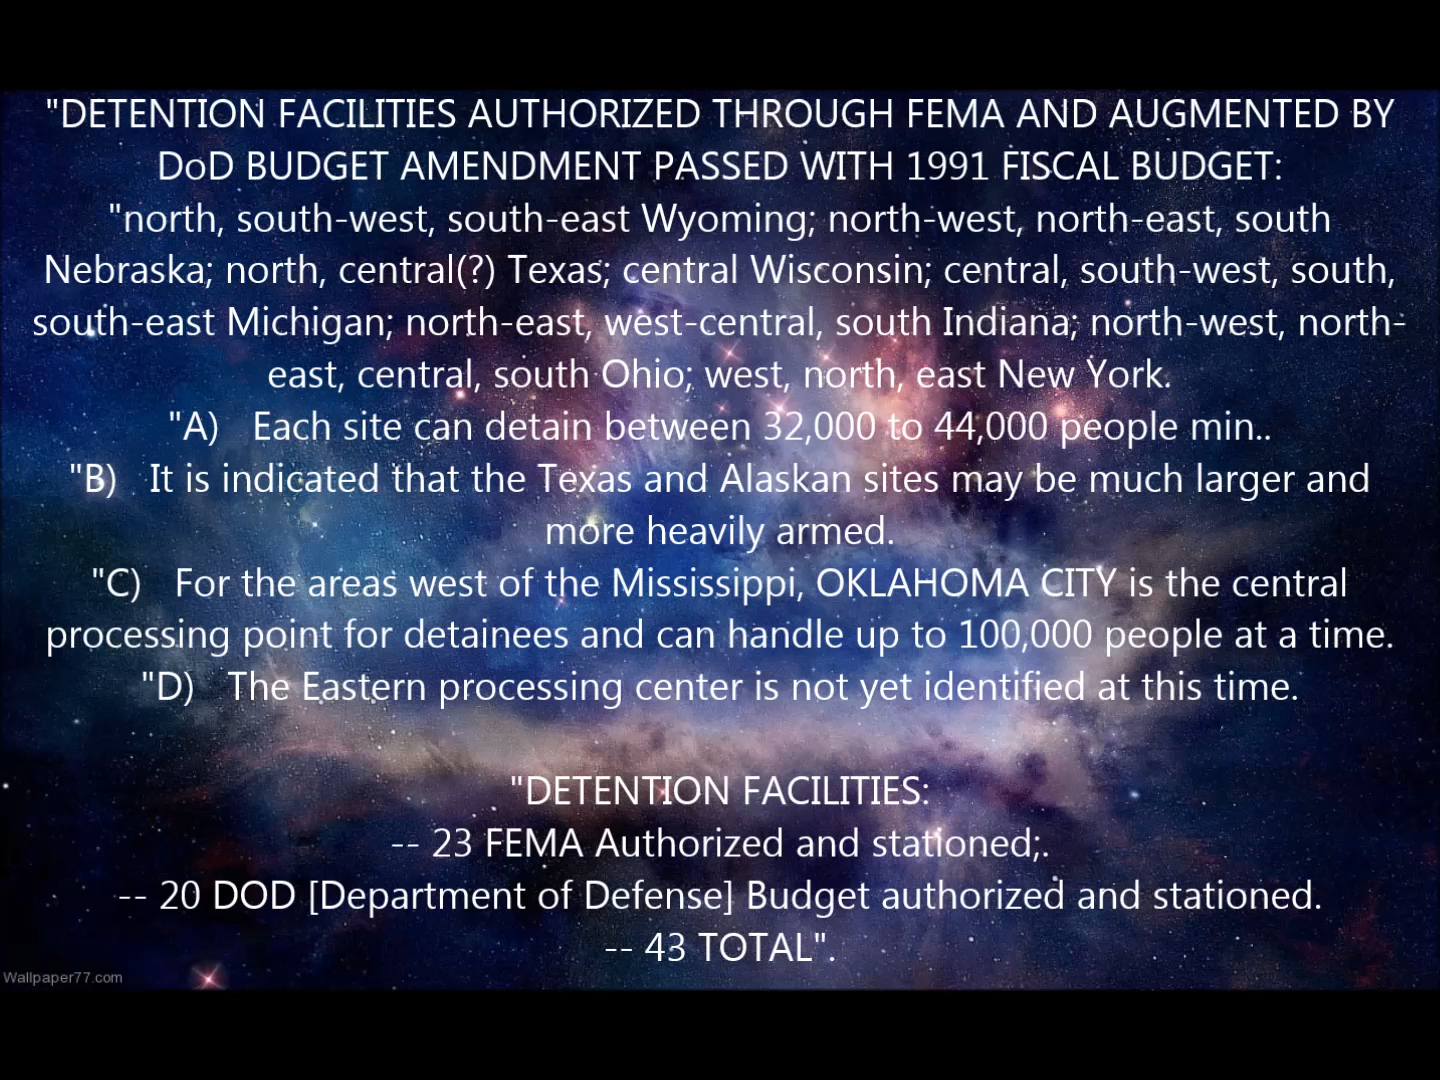 "DETENTION FACILITIES AUTHORIZED THROUGH FEMA AND AUGMENTED BY
DoD BUDGET AMENDMENT PASSED WITH 1991 FISCAL BUDGET:
"north, south-west, south-east Wyoming; north-west, north-east, south
Nebraska; north, central(?) Texas; central Wisconsin; central, south-west, south,
south-east Michigan; north-east, west-central, south Indiana; north-west, north-
east, central, south Ohio; west, north, east New York.
"A)   Each site can detain between 32,000 to 44,000 people min..
"B)   It is indicated that the Texas and Alaskan sites may be much larger and
more heavily armed.
"C)   For the areas west of the Mississippi, OKLAHOMA CITY is the central
processing point for detainees and can handle up to 100,000 people at a time.
"D)   The Eastern processing center is not yet identified at this time.
"DETENTION FACILITIES:
-- 23 FEMA Authorized and stationed;.
-- 20 DOD [Department of Defense] Budget authorized and stationed.
-- 43 TOTAL".
Wallpaper77.com